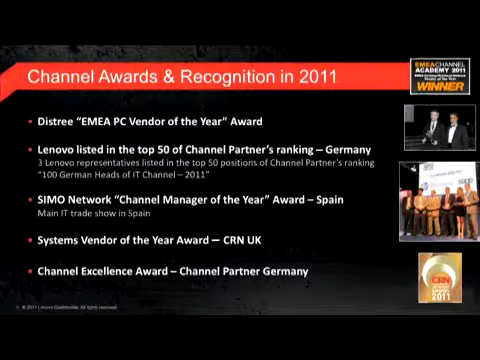 Channel Awards & Recognition in 2011
EMEACHANNEL
ACADEMY 2011
WINNER
• Distree “EMEA PC Vendor of the Year” Award
• Lenovo listed in the top 50 of Channel Partner’s ranking – Germany
3 Lenovo representatives listed in the top 50 positions of Channel Partner’s ranking
“100 German Heads of IT Channel – 2011”
• SIMO Network “Channel Manager of the Year” Award – Spain
Main IT trade show in Spain
• Systems Vendor of the Year Award — CRN UK
• Channel Excellence Award – Channel Partner Germany
CRN
2011
© 2011 Lenovo Confidential. All rights reserved.